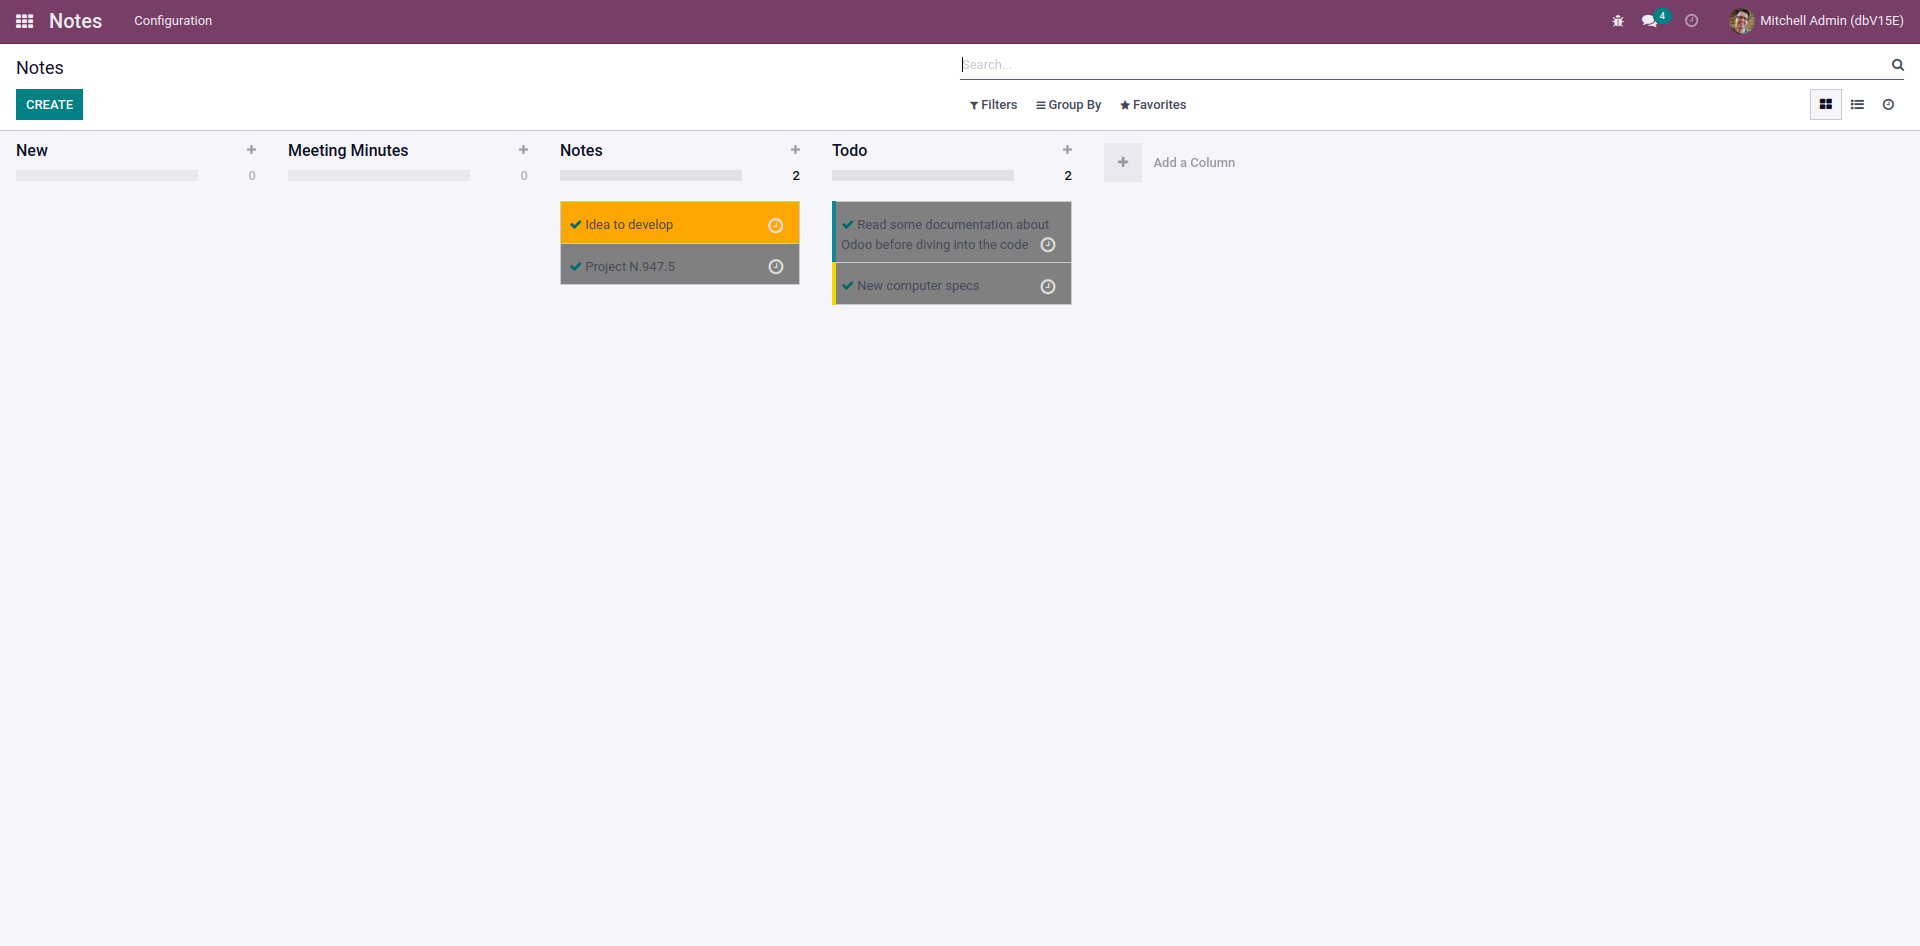 Notes
Configuration
4
Mitchell Admin (dbV15E)
Notes
Search...
CREATE
Filters
Group By
Favorites
New
0
Meeting Minutes
0
Notes
2
Idea to develop
Project N.947.5
Todo
2
Read some documentation about
Odoo before diving into the code
New computer specs
Add a Column